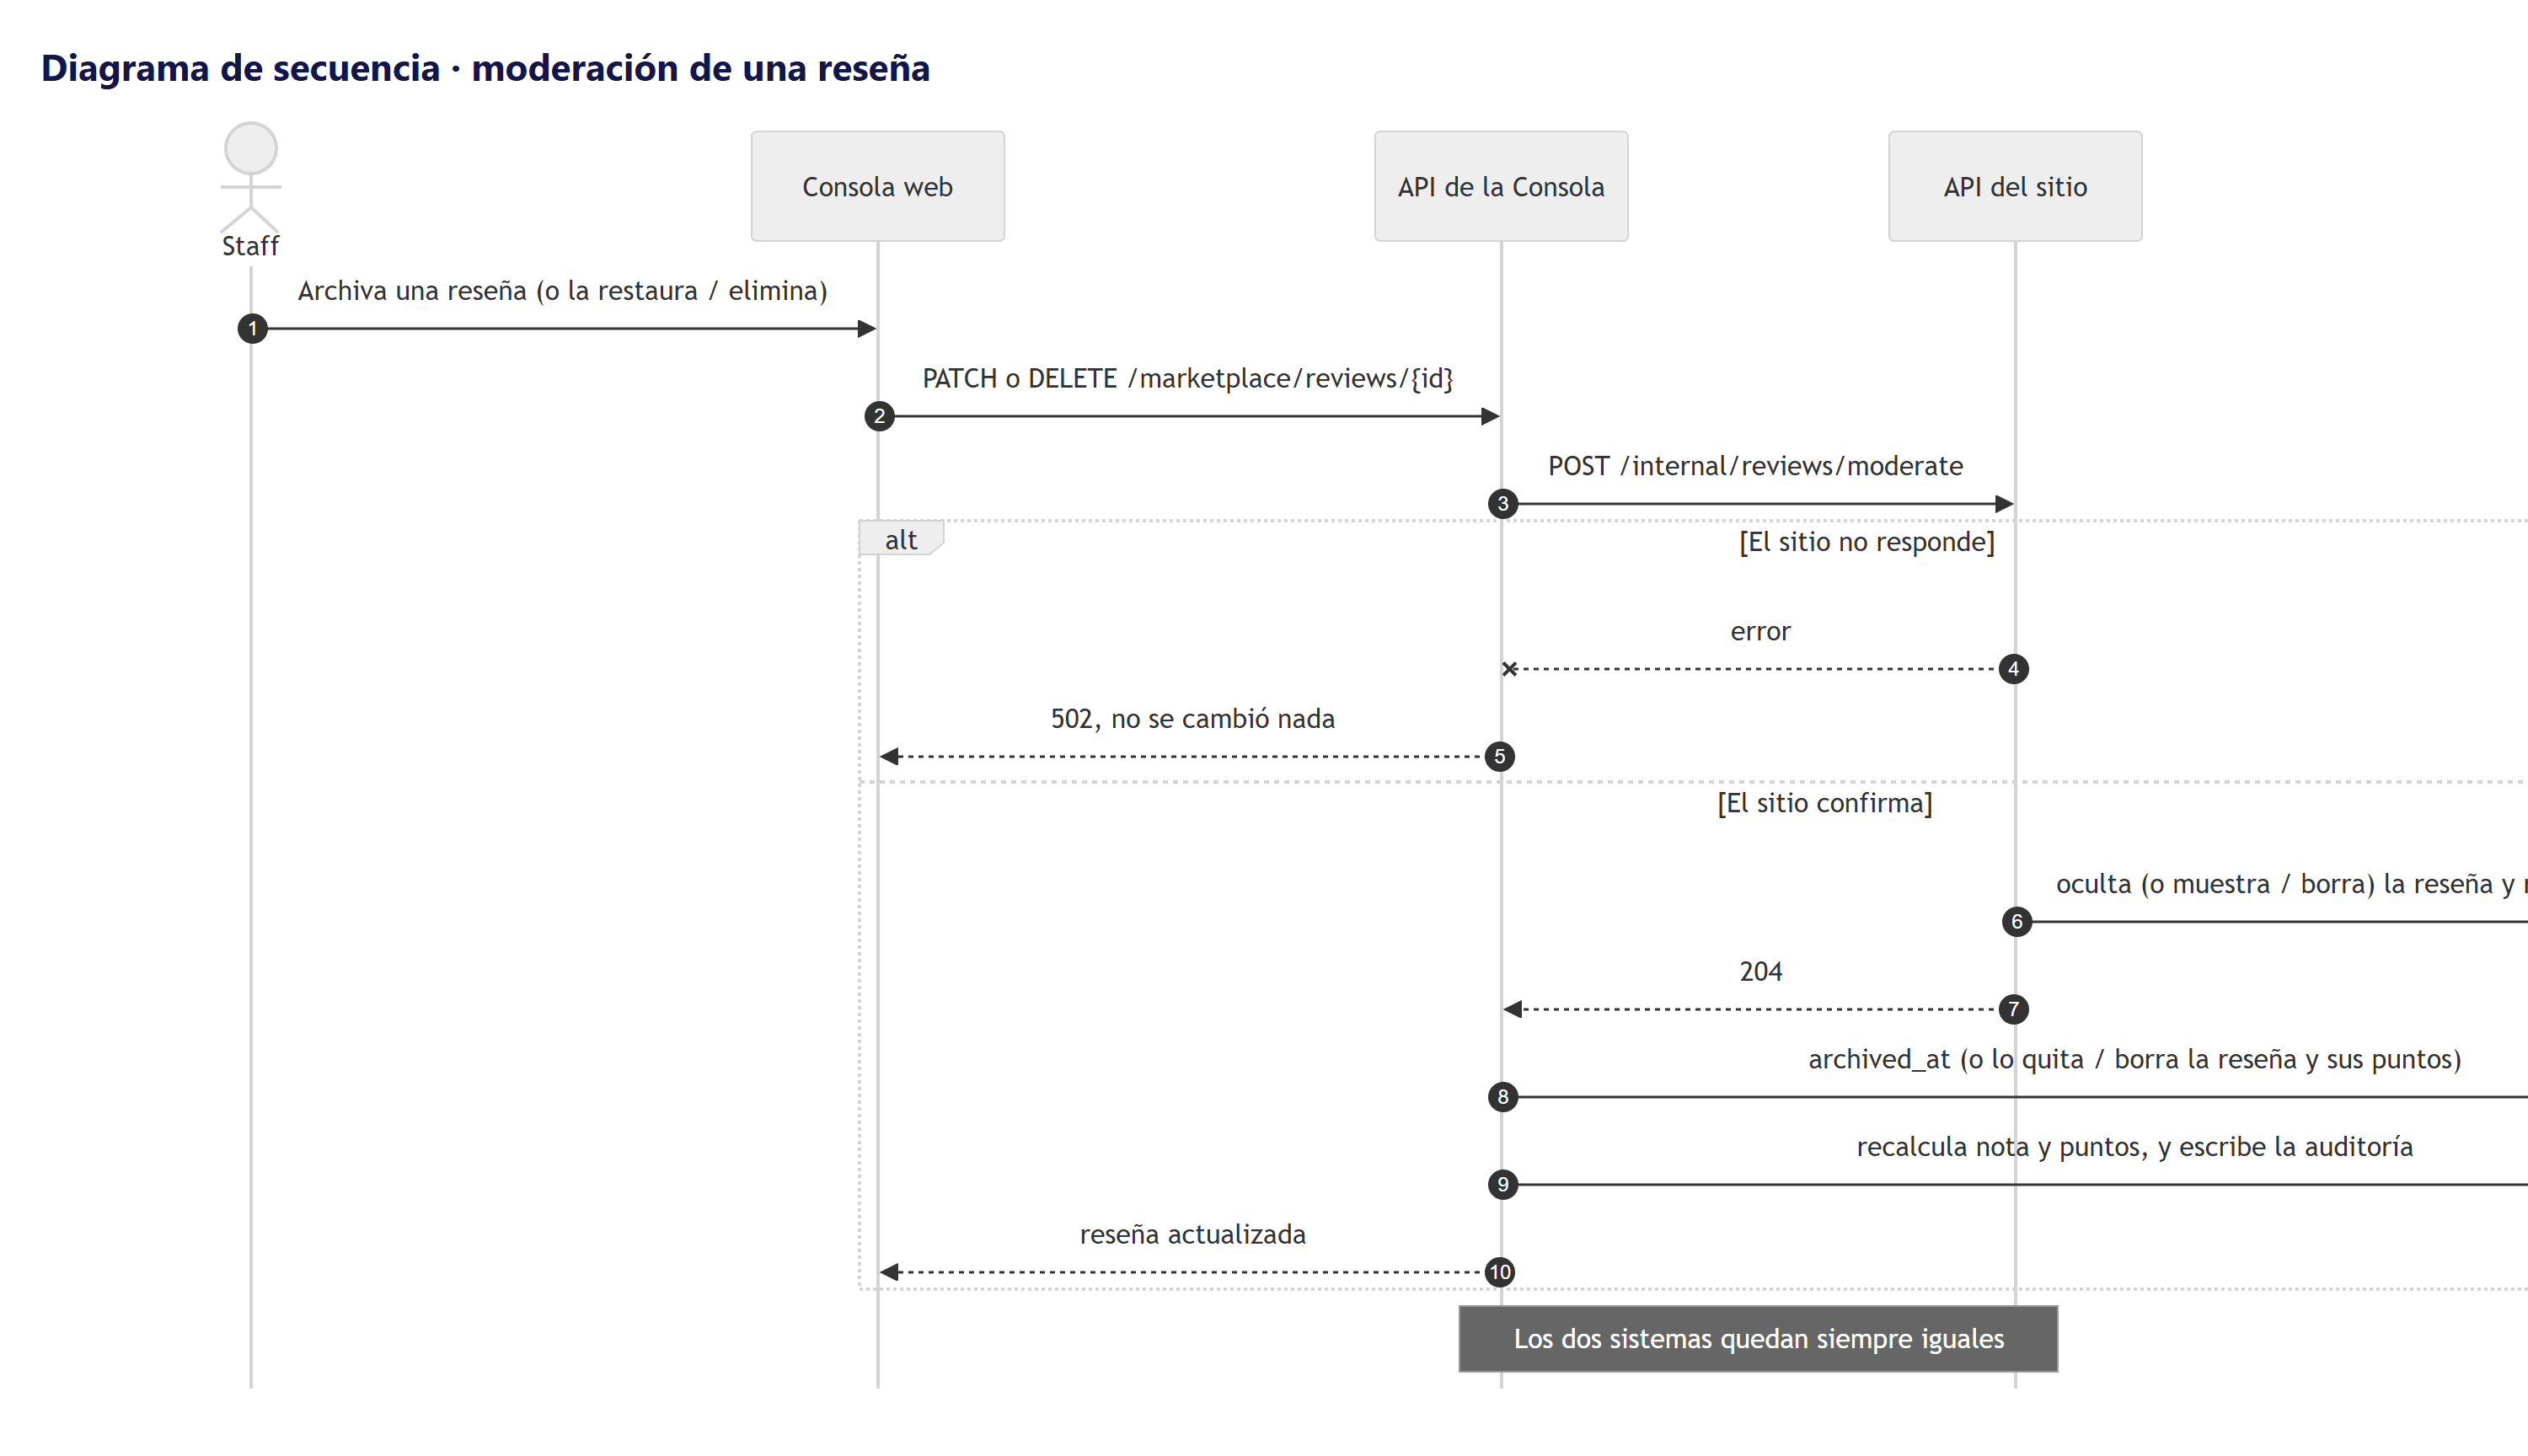 Diagrama de secuencia · moderación de una reseña
Staff
Consola web
API de la Consola
API del sitio
Archiva una reseña (o la restaura / elimina)
1
PATCH o DELETE /marketplace/reviews/{id}
2
POST /internal/reviews/moderate
3
alt
[El sitio no responde]
error
4
502, no se cambió nada
5
[El sitio confirma]
oculta (o muestra / borra) la reseña y
6
204
7
archived_at (o lo quita / borra la reseña y sus puntos)
8
recalcula nota y puntos, y escribe la auditoría
9
reseña actualizada
10
Los dos sistemas quedan siempre iguales